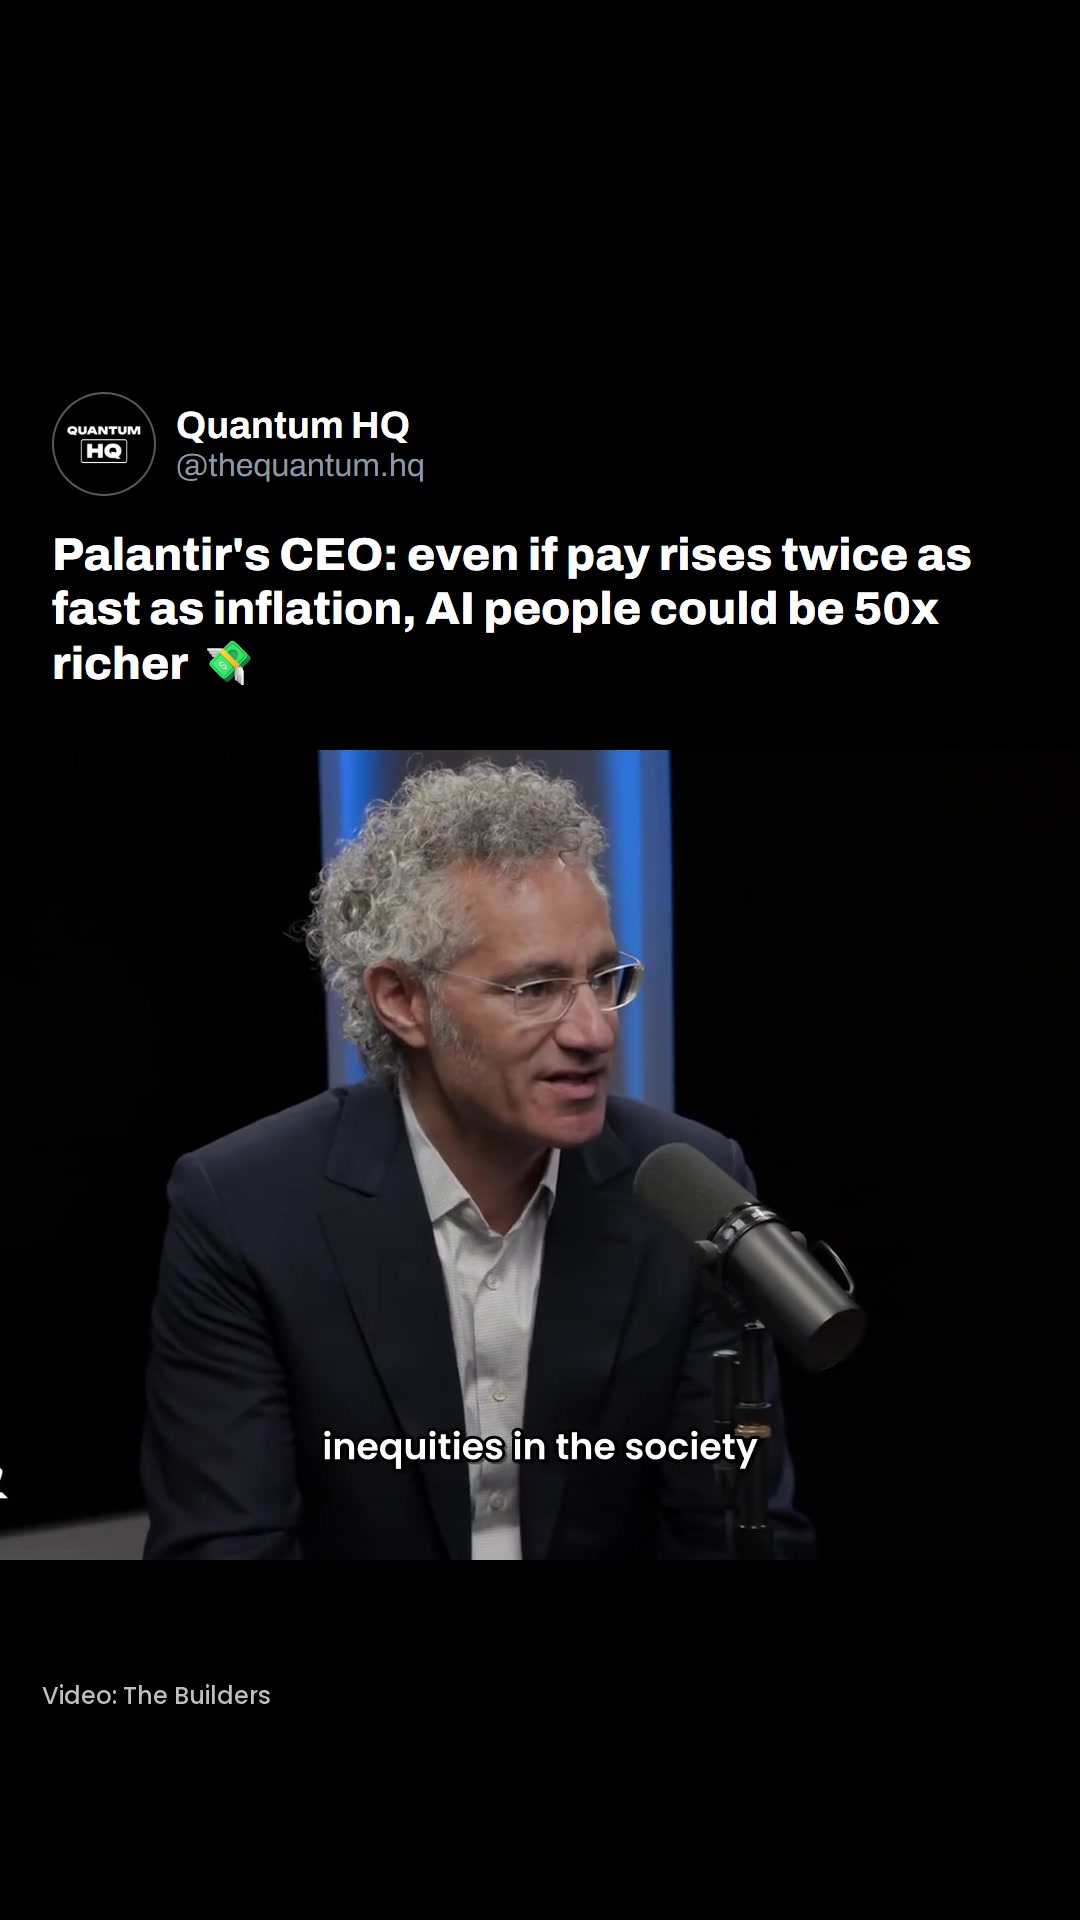 QUANTUM
HQ
Quantum HQ
@thequantum.hq
Palantir's CEO: even if pay rises twice as
fast as inflation, AI people could be 50x
richer 💸
inequities in the society
Video: The Builders